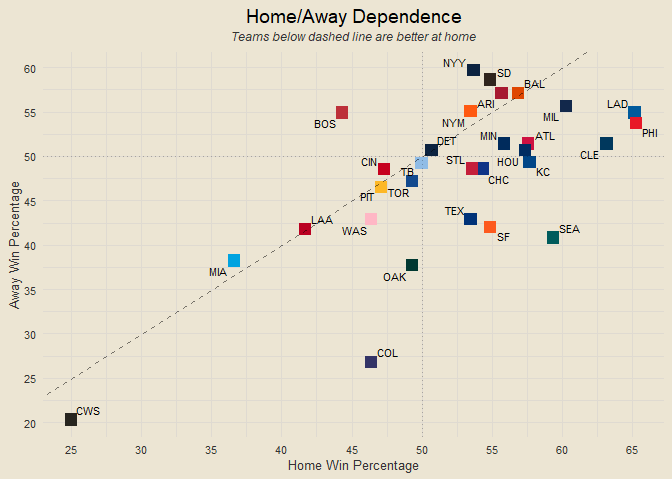 Home/Away Dependence
Teams below dashed line are better at home
60
NYY
SD
BAL
55
BOS
ARI
NYM
MIL
LAD
PHI
50
DET
MIN
ATL
CLE
CIN
TB
STL
HOU
KC
CHC
45
PIT
TOR
LAA
WAS
TEX
SF
SEA
40
MIA
OAK
35
30
COL
25
CWS
20
25
30
35
40
45
50
55
60
65
Home Win Percentage
Away Win Percentage